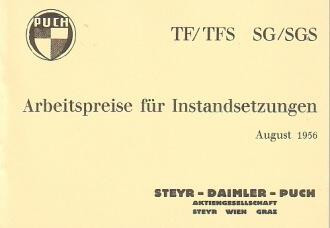 PUCH
TF/TFS SG/SGS
Arbeitspreise für Instandsetzungen
August 1956
STEYR – DAIMLER – PUCH
AKTIENGESELLSCHAFT
STEYR WIEN GRAZ